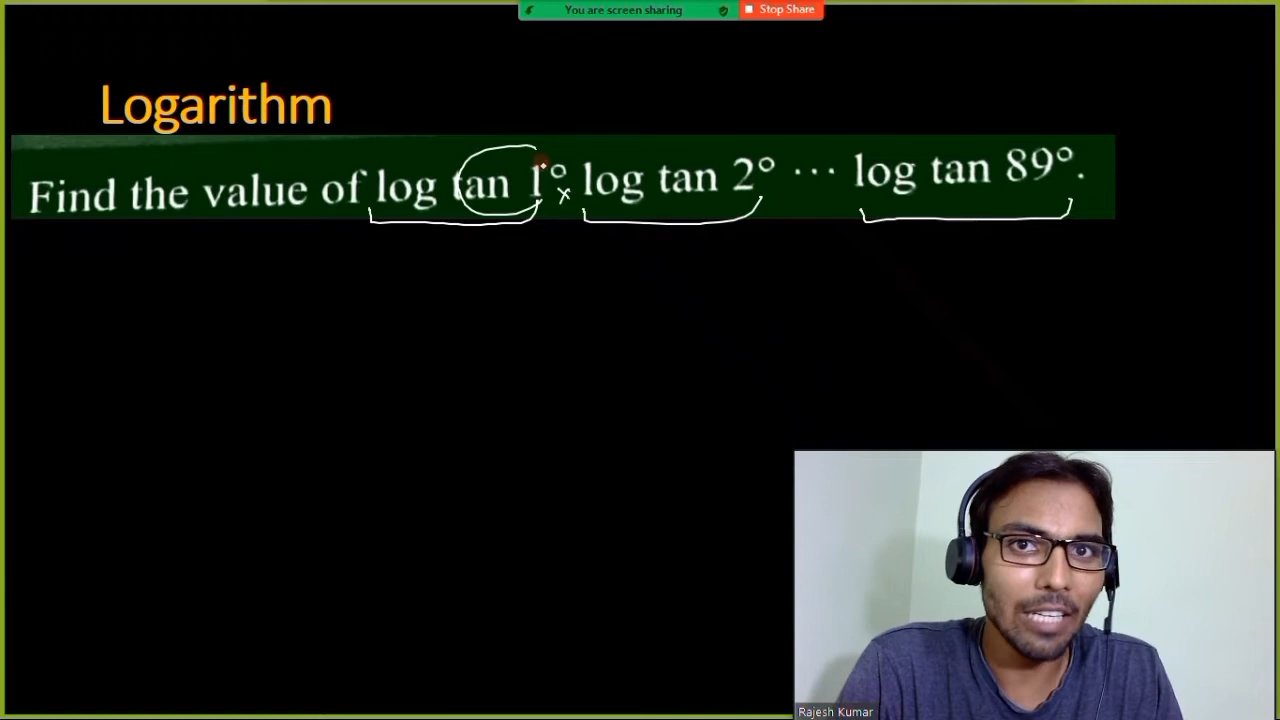 You are screen sharing
Stop Share
Logarithm
Find the value of log tan 1° × log tan 2° ··· log tan 89°.
Rajesh Kumar